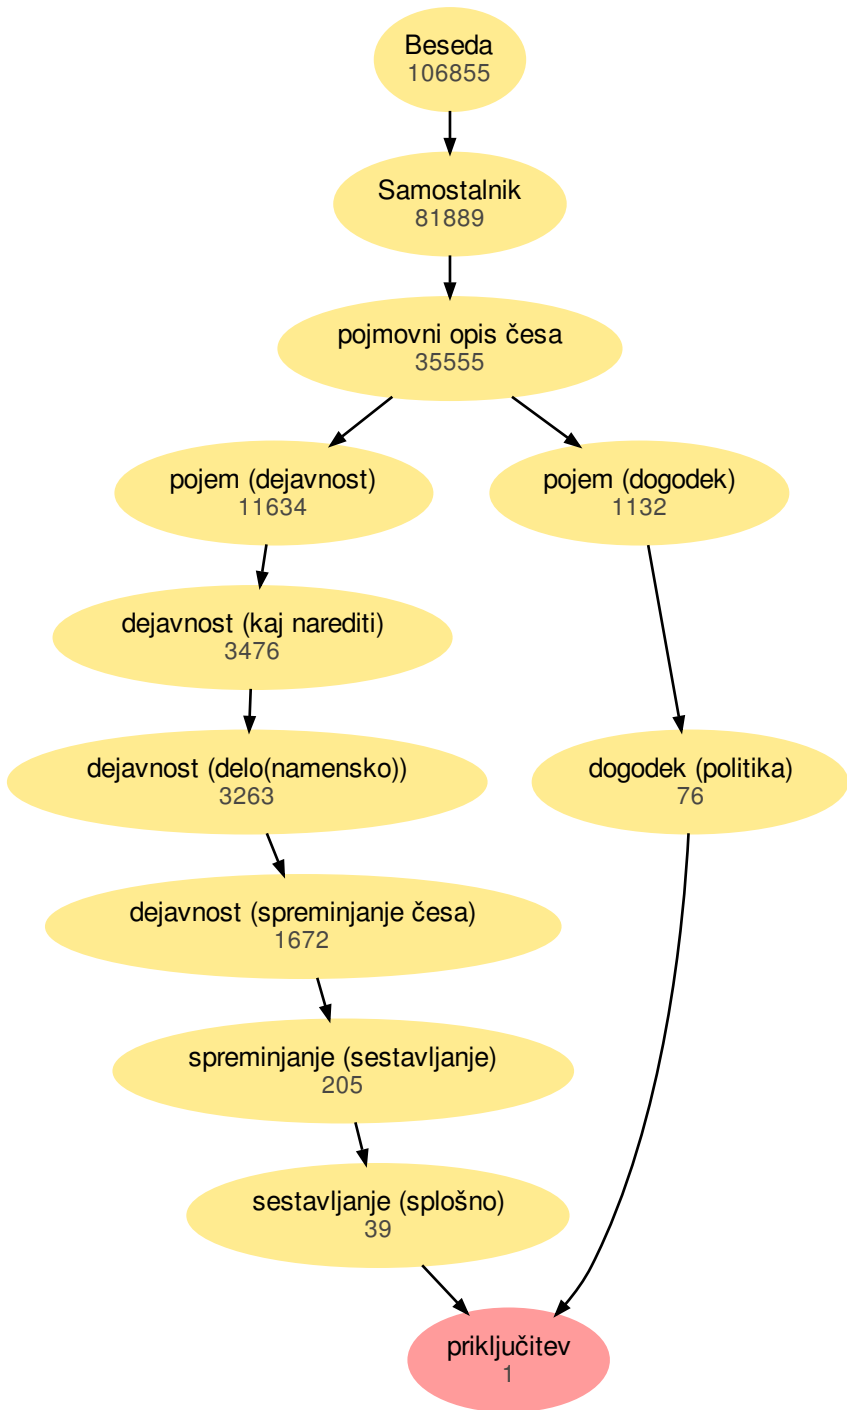 Beseda
106855
Samostalnik
81889
pojmovni opis česa
35555
pojem (dejavnost)
11634
pojem (dogodek)
1132
dejavnost (kaj narediti)
3476
dejavnost (delo(namensko))
3263
dogodek (politika)
76
dejavnost (spreminjanje česa)
1672
spreminjanje (sestavljanje)
205
sestavljanje (splošno)
39
priključitev
1